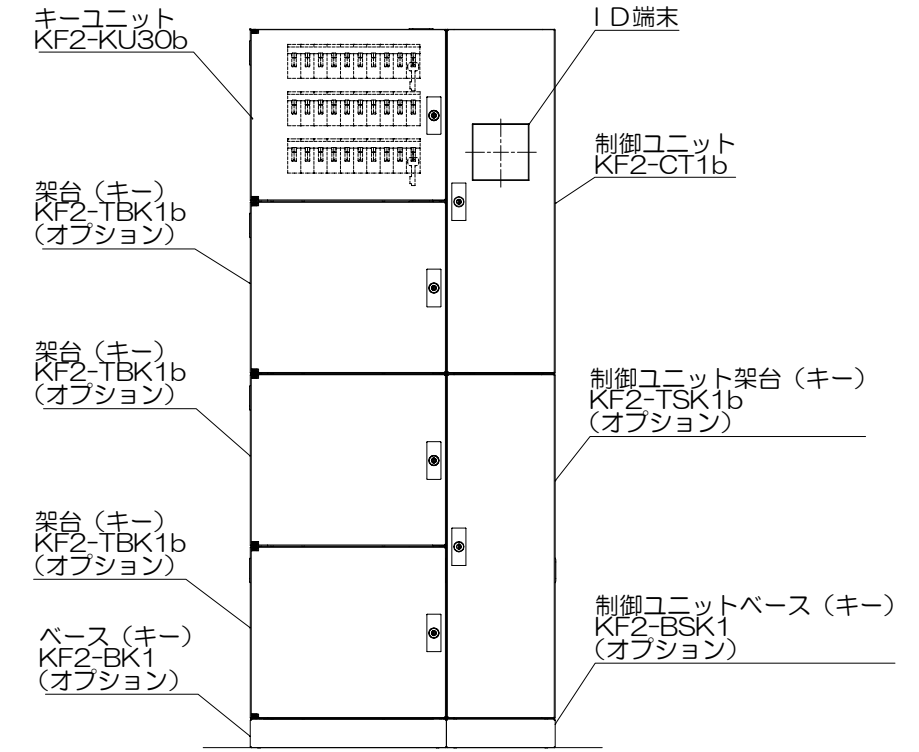 キーユニット
KF2-KU30b
架台（キー）
KF2-TBK1b
（オプション）
架台（キー）
KF2-TBK1b
（オプション）
架台（キー）
KF2-TBK1b
（オプション）
ベース（キー）
KF2-BK1
（オプション）
ＩＤ端末
制御ユニット
KF2-CT1b
制御ユニット架台（キー）
KF2-TSK1b
（オプション）
制御ユニットベース（キー）
KF2-BSK1
（オプション）